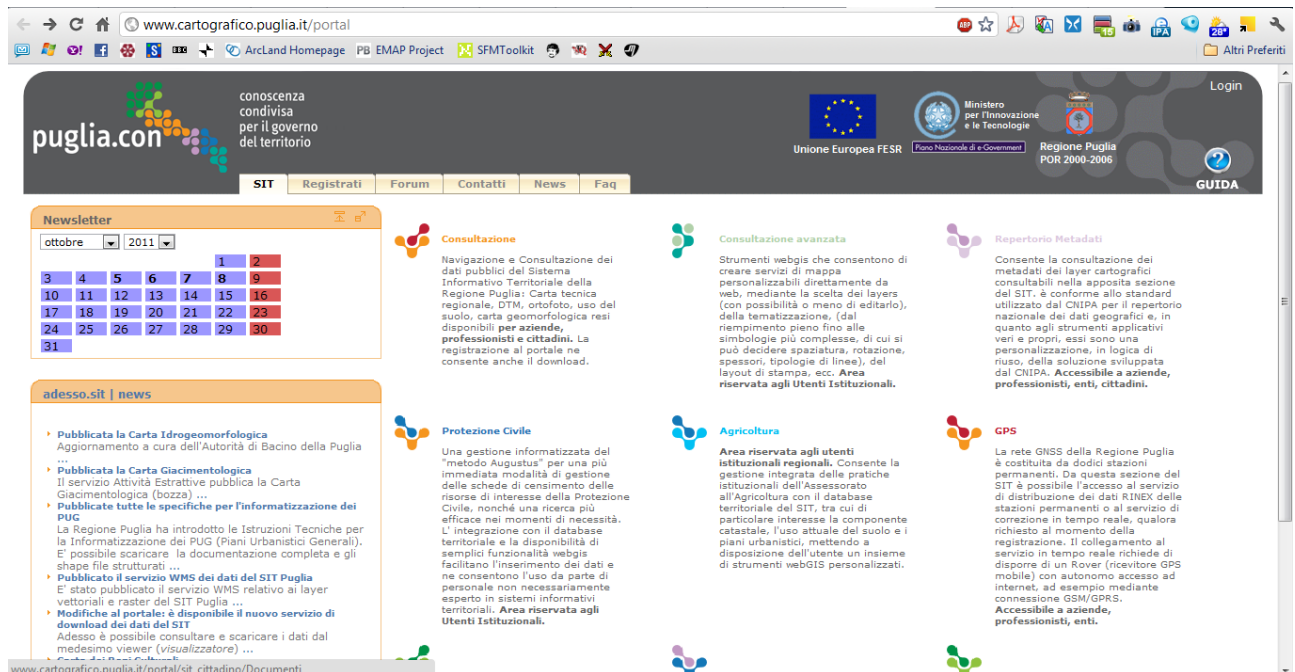 www.cartografico.puglia.it/portal
ABP
15
IPA
28°
ArcLand Homepage
PB EMAP Project
SFMToolkit
Altri Preferiti
puglia.con
conoscenza
condivisa
per il governo
del territorio
Unione Europea FESR
Ministero
per l'Innovazione
e le Tecnologie
Piano Nazionale di e-Government
Regione Puglia
POR 2000-2006
Login
GUIDA
SIT
Registrati
Forum
Contatti
News
Faq
Newsletter
ottobre 2011
1 2
3 4 5 6 7 8 9
10 11 12 13 14 15 16
17 18 19 20 21 22 23
24 25 26 27 28 29 30
31
adesso.sit | news
Pubblicata la Carta Idrogeomorfologica
Aggiornamento a cura dell'Autorità di Bacino della Puglia
...
Pubblicata la Carta Giacimentologica
Il servizio Attività Estrattive pubblica la Carta
Giacimentologica (bozza) ...
Pubblicate tutte le specifiche per l'informatizzazione dei
PUG
La Regione Puglia ha introdotto le Istruzioni Tecniche per
la Informatizzazione dei PUG (Piani Urbanistici Generali).
E' possibile scaricare la documentazione completa e gli
shape file strutturati ...
Pubblicato il servizio WMS dei dati del SIT Puglia
E' stato pubblicato il servizio WMS relativo ai layer
vettoriali e raster del SIT Puglia ...
Modifiche al portale: è disponibile il nuovo servizio di
download dei dati del SIT
Adesso è possibile consultare e scaricare i dati dal
medesimo viewer (visualizzatore) ...
www.cartografico.puglia.it/portal/sit_cittadino/Documenti
Consultazione
Navigazione e Consultazione dei
dati pubblici del Sistema
Informativo Territoriale della
Regione Puglia: Carta tecnica
regionale, DTM, ortofoto, uso del
suolo, carta geomorfologica resi
disponibili per aziende,
professionisti e cittadini. La
registrazione al portale ne
consente anche il download.
Consultazione avanzata
Strumenti webgis che consentono di
creare servizi di mappa
personalizzabili direttamente da
web, mediante la scelta dei layers
(con possibilità o meno di editarlo),
della tematizzazione, (dal
riempimento pieno fino alle
simbologie più complesse, di cui si
può decidere spaziatura, rotazione,
spessori, tipologie di linee), del
layout di stampa, ecc. Area
riservata agli Utenti Istituzionali.
Repertorio Metadati
Consente la consultazione dei
metadati dei layer cartografici
consultabili nella apposita sezione
del SIT. è conforme allo standard
utilizzato dal CNIPA per il repertorio
nazionale dei dati geografici e, in
quanto agli strumenti applicativi
veri e propri, essi sono una
personalizzazione, in logica di
riuso, della soluzione sviluppata
dal CNIPA. Accessibile a aziende,
professionisti, enti, cittadini.
Protezione Civile
Una gestione informatizzata del
"metodo Augustus" per una più
immediata modalità di gestione
delle schede di censimento delle
risorse di interesse della Protezione
Civile, nonché una ricerca più
efficace nei momenti di necessità.
L' integrazione con il database
territoriale e la disponibilità di
semplici funzionalità webgis
facilitano l'inserimento dei dati e
ne consentono l'uso da parte di
personale non necessariamente
esperto in sistemi informativi
territoriali. Area riservata agli
Utenti Istituzionali.
Agricoltura
Area riservata agli utenti
istituzionali regionali. Consente la
gestione integrata delle pratiche
istituzionali dell'Assessorato
all'Agricoltura con il database
territoriale del SIT, tra cui di
particolare interesse la componente
catastale, l'uso attuale del suolo e i
piani urbanistici, mettendo a
disposizione dell'utente un insieme
di strumenti webGIS personalizzati.
GPS
La rete GNSS della Regione Puglia
è costituita da dodici stazioni
permanenti. Da questa sezione del
SIT è possibile l'accesso al servizio
di distribuzione dei dati RINEX delle
stazioni permanenti o al servizio di
correzione in tempo reale, qualora
richiesto al momento della
registrazione. Il collegamento al
servizio in tempo reale richiede di
disporre di un Rover (ricevitore GPS
mobile) con autonomo accesso ad
internet, ad esempio mediante
connessione GSM/GPRS.
Accessibile a aziende,
professionisti, enti.